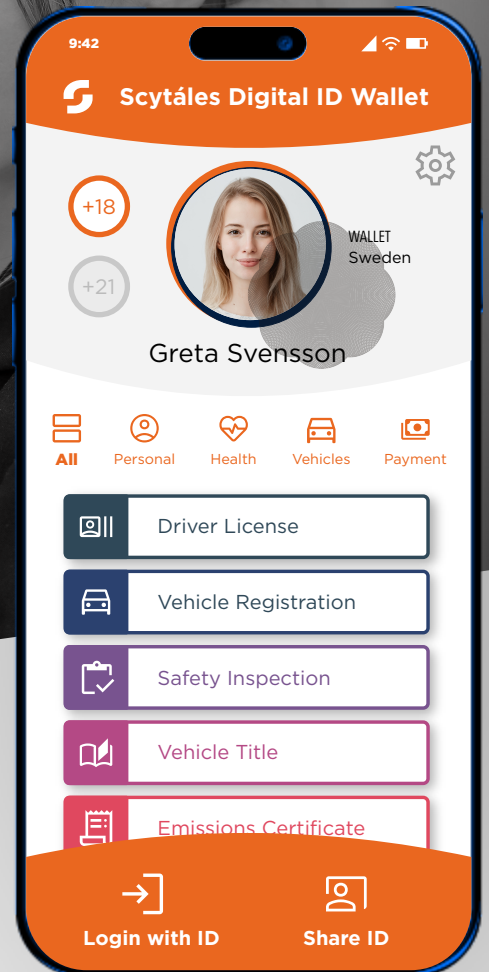 9:42
Scytáles Digital ID Wallet
+18
+21
WALLET
Sweden
Greta Svensson
All
Personal
Health
Vehicles
Payment
Driver License
Vehicle Registration
Safety Inspection
Vehicle Title
Emissions Certificate
Login with ID
Share ID